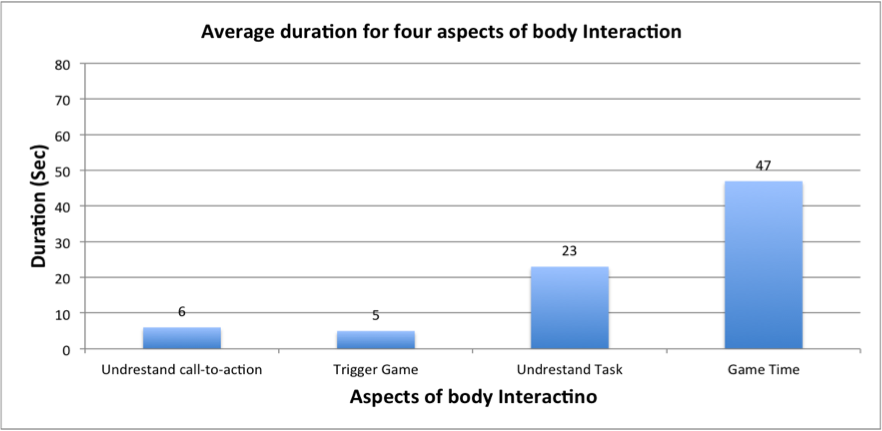 Average duration for four aspects of body Interaction
Duration (Sec)
80
70
60
50
40
30
20
10
0
6
5
23
47
Undrestand call-to-action
Trigger Game
Undrestand Task
Game Time
Aspects of body Interactino